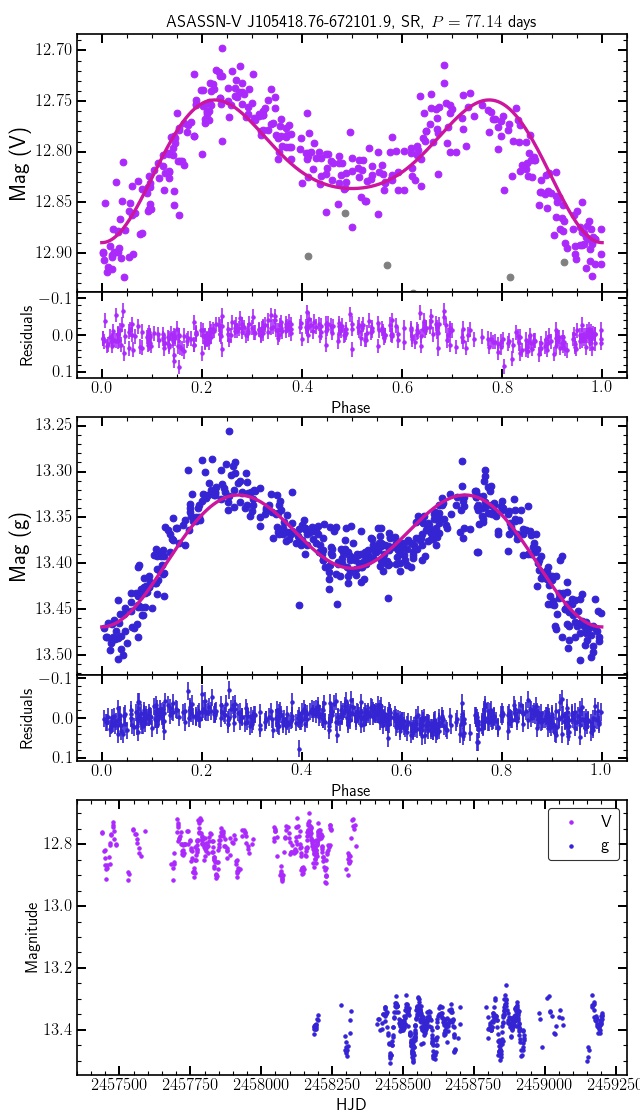 ASASSN-V J105418.76-672101.9, SR, P = 77.14 days
12.70
12.75
12.80
12.85
12.90
Mag (V)
−0.1
0.0
0.1
Residuals
0.0 0.2 0.4 0.6 0.8 1.0
Phase
13.25
13.30
13.35
13.40
13.45
13.50
Mag (g)
−0.1
0.0
0.1
Residuals
0.0 0.2 0.4 0.6 0.8 1.0
Phase
V
g
12.8
13.0
13.2
13.4
Magnitude
2457500 2457750 2458000 2458250 2458500 2458750 2459000 2459250
HJD